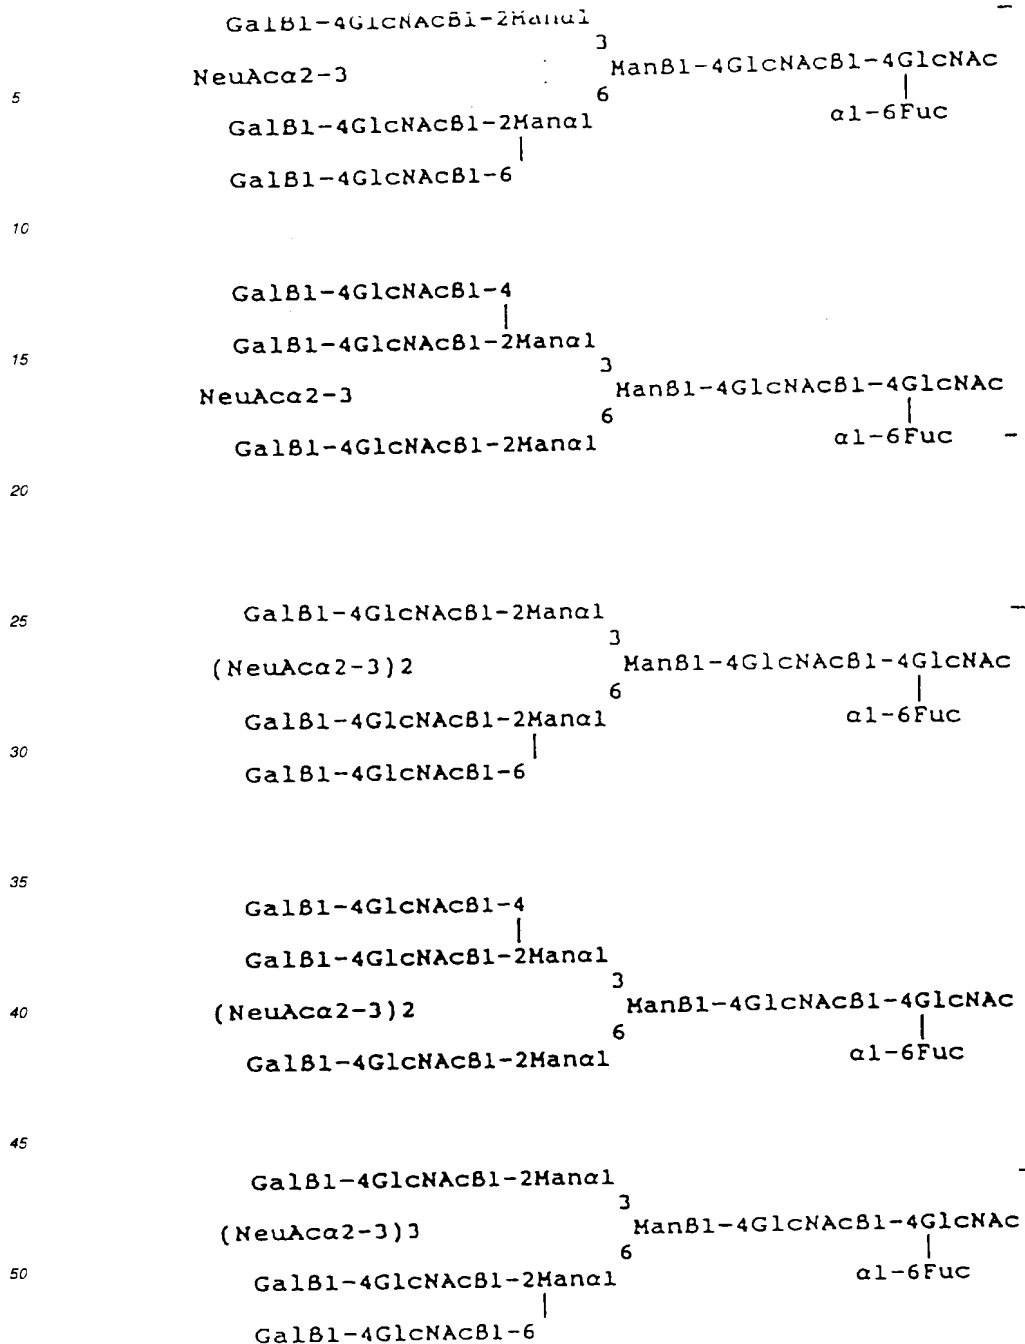 GalB1-4GlcNAcB1-2Manα1
3
ManB1-4GlcNAcB1-4GlcNAc
NeuAcα2-3
6
5
α1-6Fuc
GalB1-4GlcNAcB1-2Manα1
GalB1-4GlcNAcB1-6
10
GalB1-4GlcNAcB1-4
GalB1-4GlcNAcB1-2Manα1
15
3
ManB1-4GlcNAcB1-4GlcNAc
NeuAcα2-3
6
α1-6Fuc
GalB1-4GlcNAcB1-2Manα1
20
GalB1-4GlcNAcB1-2Manα1
25
3
(NeuAcα2-3)2 ManB1-4GlcNAcB1-4GlcNAc
6
GalB1-4GlcNAcB1-2Manα1 α1-6Fuc
30
GalB1-4GlcNAcB1-6
35
GalB1-4GlcNAcB1-4
GalB1-4GlcNAcB1-2Manα1
3
40 (NeuAcα2-3)2 ManB1-4GlcNAcB1-4GlcNAc
6
GalB1-4GlcNAcB1-2Manα1 α1-6Fuc
45
GalB1-4GlcNAcB1-2Manα1
3
(NeuAcα2-3)3 ManB1-4GlcNAcB1-4GlcNAc
6
50 GalB1-4GlcNAcB1-2Manα1 α1-6Fuc
GalB1-4GlcNAcB1-6